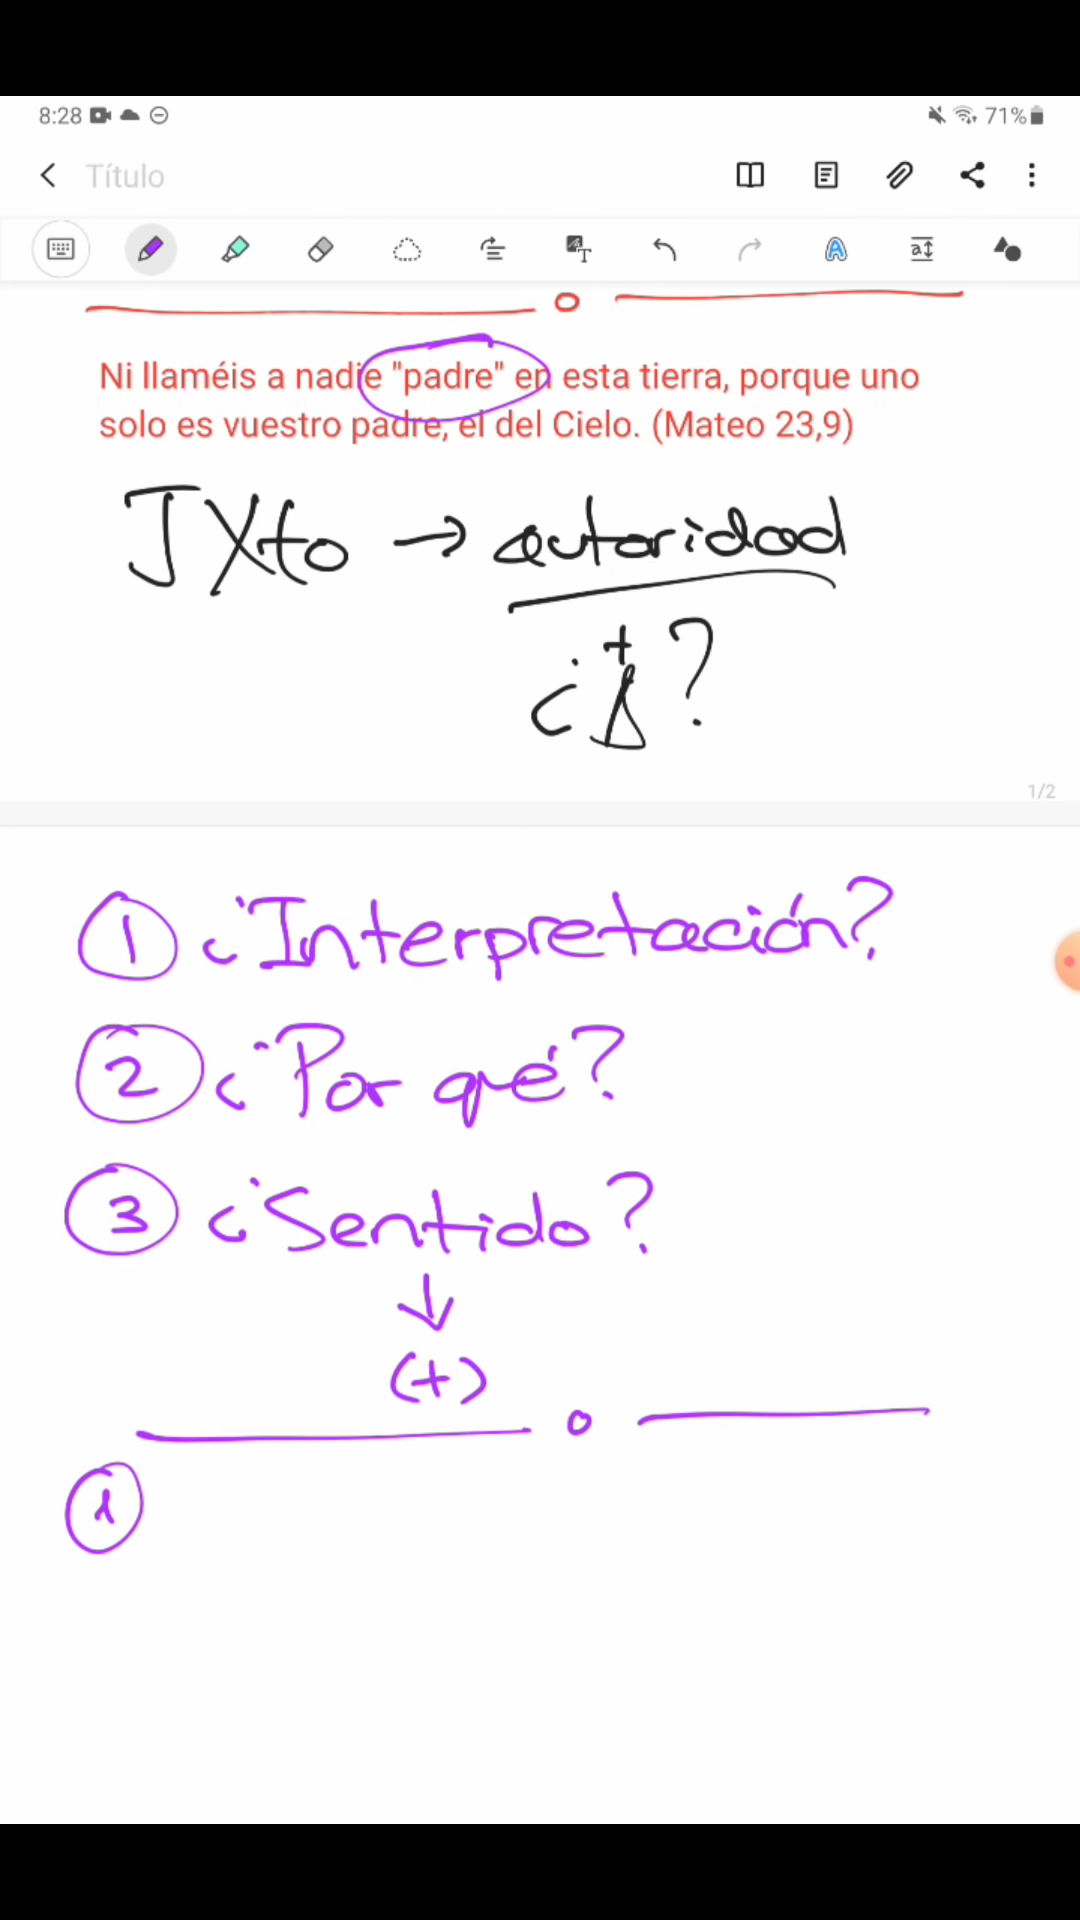 8:28
71%
Título
Ni llaméis a nadie "padre" en esta tierra, porque uno
solo es vuestro padre, el del Cielo. (Mateo 23,9)
JXto → autoridad
1/2
1 ¿Interpretación?
2 ¿Por qué?
3 ¿Sentido?
↓
(+)
1